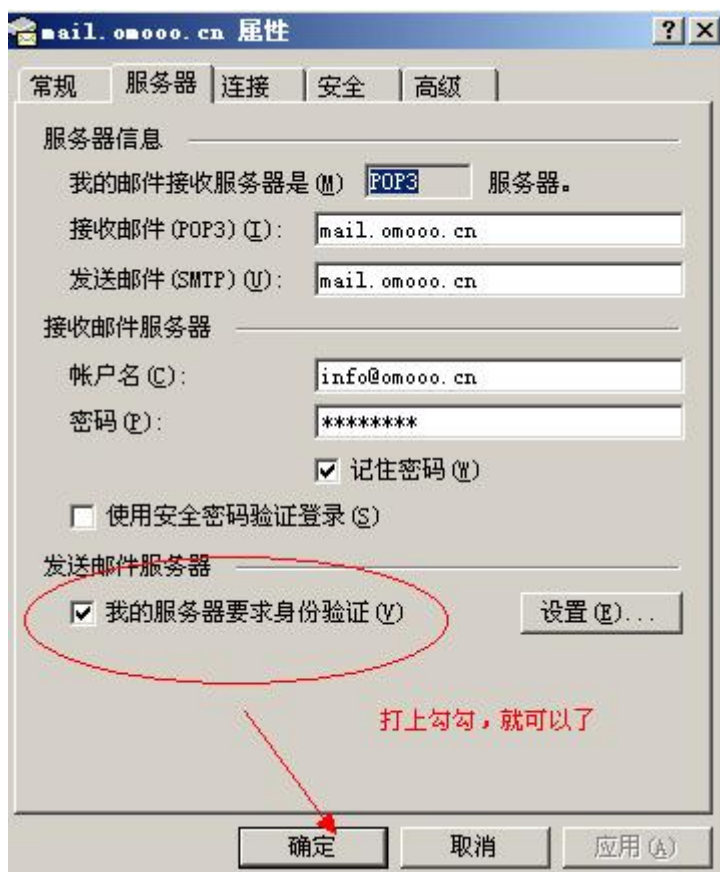 mail.omooo.cn 属性
常规 服务器 连接 安全 高级
服务器信息
我的邮件接收服务器是(M) POP3 服务器。
接收邮件(POP3)(I): mail.omooo.cn
发送邮件(SMTP)(U): mail.omooo.cn
接收邮件服务器
帐户名(C): info@omooo.cn
密码(P): ********
记住密码(W)
使用安全密码验证登录(S)
发送邮件服务器
我的服务器要求身份验证(V) 设置(E)...
打上勾勾，就可以了
确定 取消 应用(A)